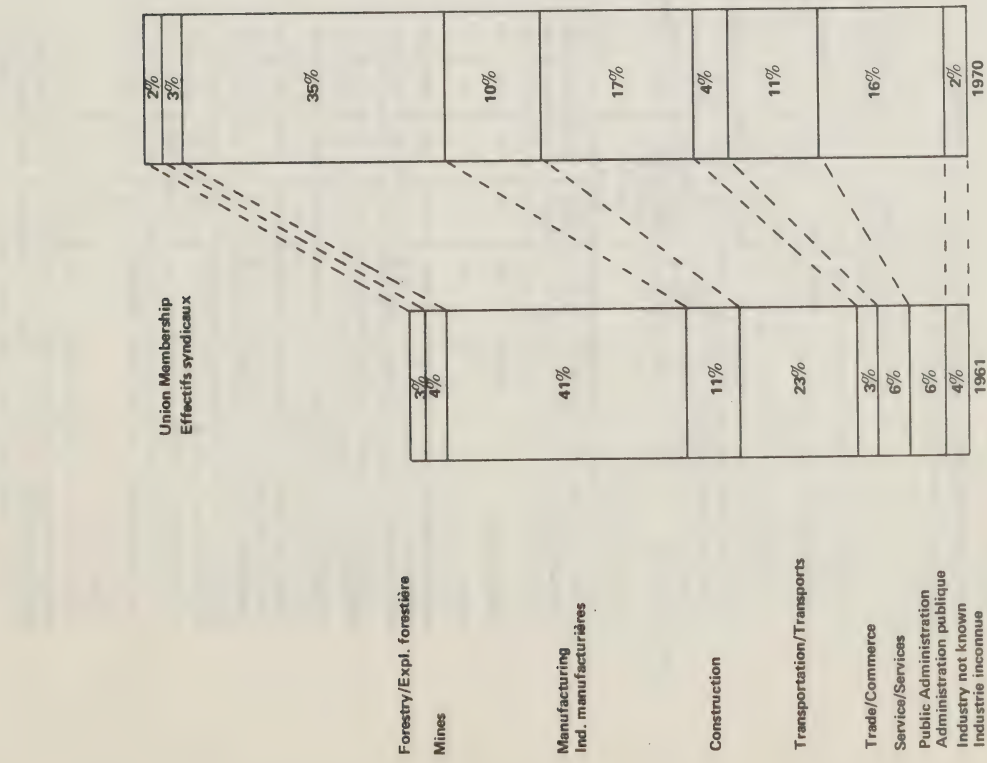 Union Membership
Effectifs syndicaux
2%
3%
35%
10%
17%
4%
11%
16%
2%
1970
3%
4%
41%
11%
23%
3%
6%
6%
4%
1961
Forestry/Expl. forestière
Mines
Manufacturing
Ind. manufacturières
Construction
Transportation/Transports
Trade/Commerce
Service/Services
Public Administration
Administration publique
Industry not known
Industrie inconnue